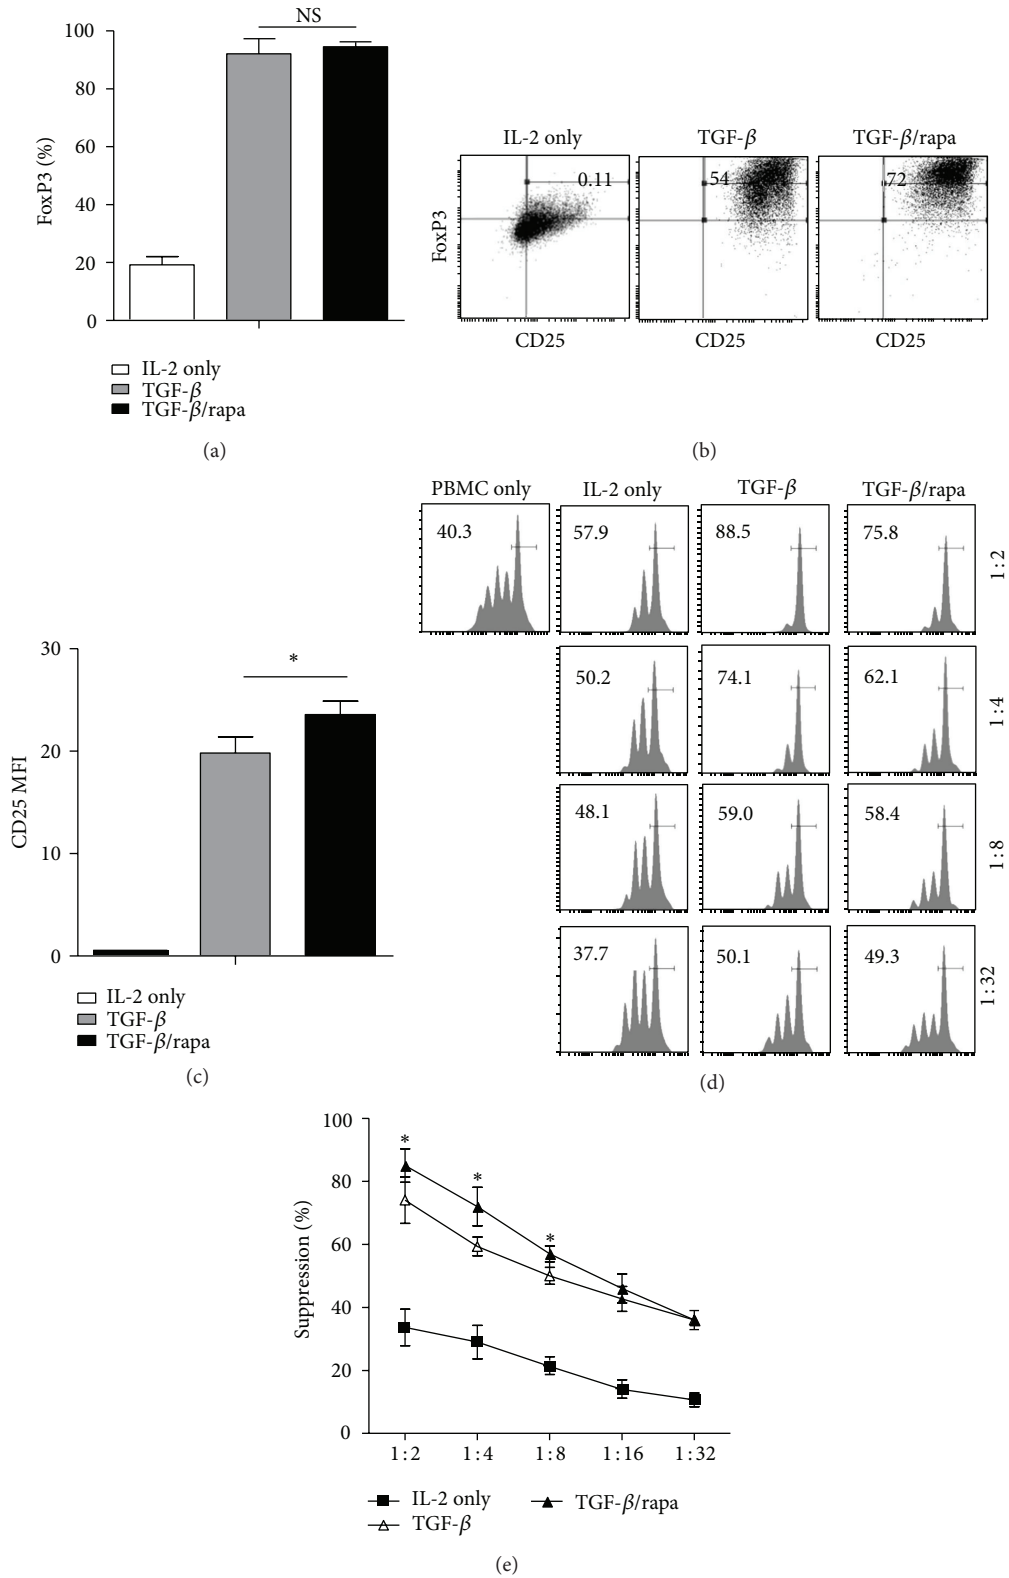 NS
100
80
60
40
20
0
FoxP3 (%)
IL-2 only
TGF-β
TGF-β/rapa
(a)
IL-2 only
TGF-β
TGF-β/rapa
0.11
54
72
FoxP3
CD25
CD25
CD25
(b)
30
20
10
0
CD25 MFI
*
IL-2 only
TGF-β
TGF-β/rapa
(c)
PBMC only
IL-2 only
TGF-β
TGF-β/rapa
40.3
57.9
88.5
75.8
1:2
50.2
74.1
62.1
1:4
48.1
59.0
58.4
1:8
37.7
50.1
49.3
1:32
(d)
100
80
60
40
20
0
Suppression (%)
*
*
*
1:2
1:4
1:8
1:16
1:32
IL-2 only
TGF-β
TGF-β/rapa
(e)